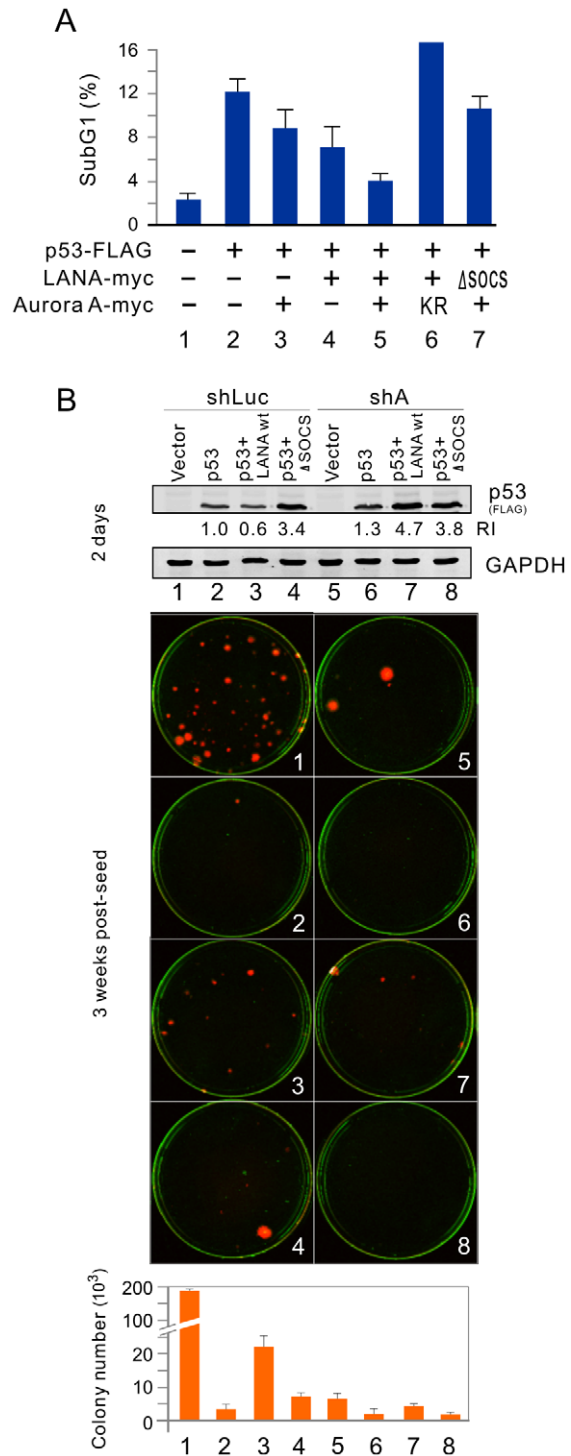 A
SubG1 (%)
16
12
8
4
0
p53-FLAG − + + + + + +
LANA-myc − − − + + + ΔSOCS
Aurora A-myc − − + − + KR +
1 2 3 4 5 6 7
B
shLuc shA
Vector p53 p53+LANA wt p53+ΔSOCS Vector p53 p53+LANA wt p53+ΔSOCS
2 days
p53
(FLAG)
1.0 0.6 3.4 1.3 4.7 3.8 RI
GAPDH
1 2 3 4 5 6 7 8
3 weeks post-seed
1 5
2 6
3 7
4 8
Colony number (10³)
200
100
20
10
0
1 2 3 4 5 6 7 8